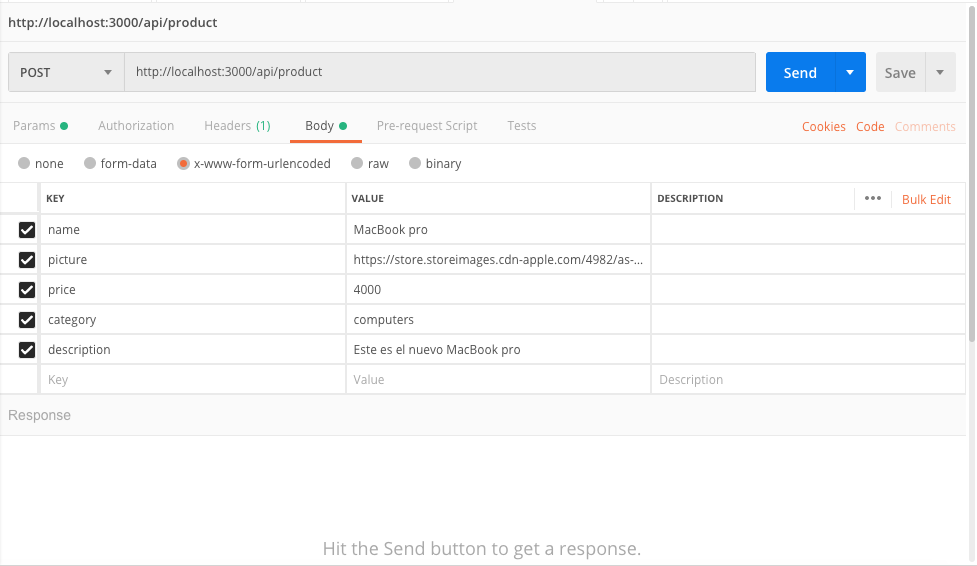 http://localhost:3000/api/product
POST http://localhost:3000/api/product Send Save
Params Authorization Headers (1) Body Pre-request Script Tests Cookies Code Comments
none form-data x-www-form-urlencoded raw binary
KEY VALUE DESCRIPTION ••• Bulk Edit
name MacBook pro
picture https://store.storeimages.cdn-apple.com/4982/as-...
price 4000
category computers
description Este es el nuevo MacBook pro
Key Value Description
Response
Hit the Send button to get a response.